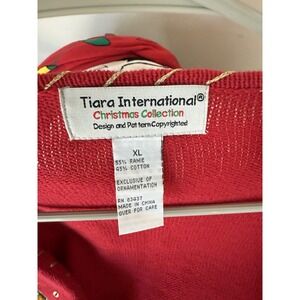 Tiara International®
Christmas Collection
Design and Pattern Copyrighted
XL
55% RAMIE
45% COTTON
EXCLUSIVE OF
ORNAMENTATION
RN 83037
MADE IN CHINA
OVER FOR CARE